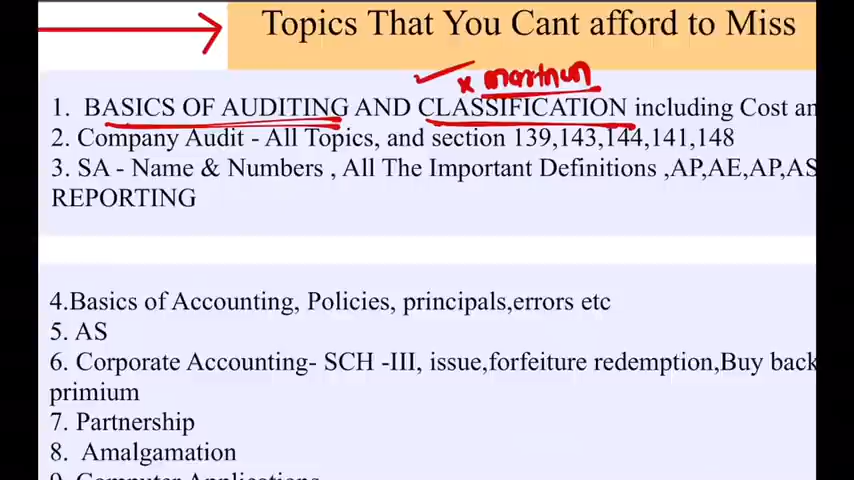 Topics That You Cant afford to Miss
1. BASICS OF AUDITING AND CLASSIFICATION including Cost an
2. Company Audit - All Topics, and section 139,143,144,141,148
3. SA - Name & Numbers , All The Important Definitions ,AP,AE,AP,AS
REPORTING
4.Basics of Accounting, Policies, principals,errors etc
5. AS
6. Corporate Accounting- SCH -III, issue,forfeiture redemption,Buy back
primium
7. Partnership
8. Amalgamation
9. Computer Applications